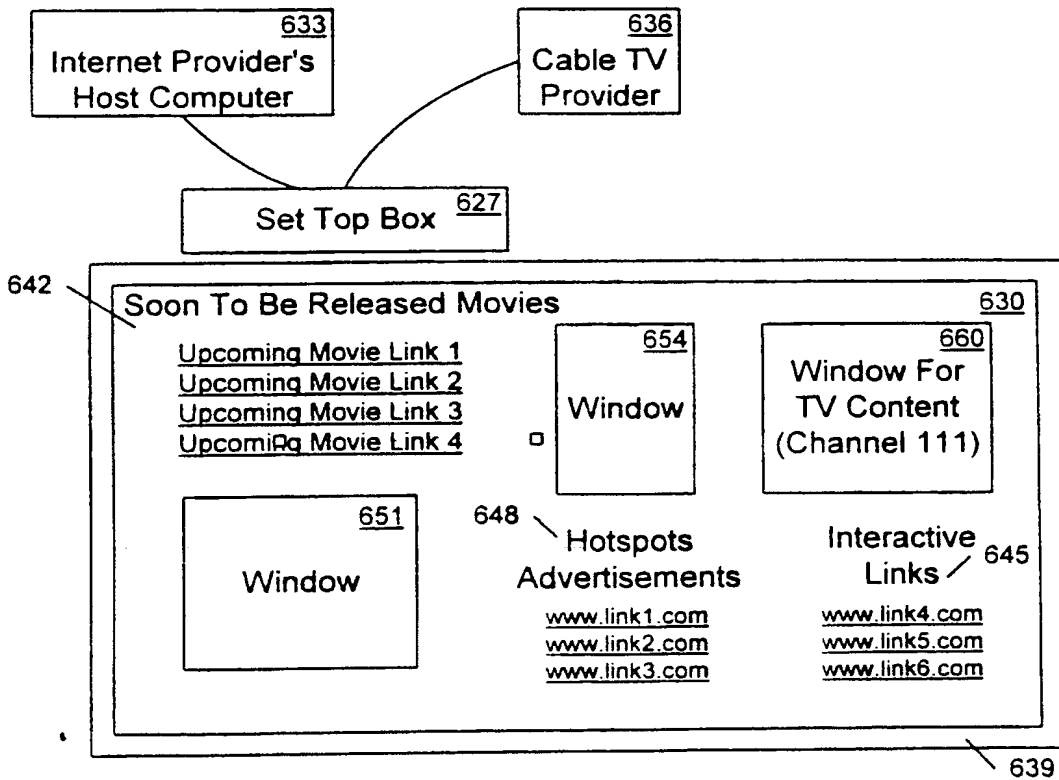 633
Internet Provider's
Host Computer
636
Cable TV
Provider
Set Top Box 627
642
Soon To Be Released Movies
630
Upcoming Movie Link 1
Upcoming Movie Link 2
Upcoming Movie Link 3
Upcoming Movie Link 4
654
Window
660
Window For
TV Content
(Channel 111)
651
Window
648
Hotspots
Advertisements
www.link1.com
www.link2.com
www.link3.com
Interactive
Links 645
www.link4.com
www.link5.com
www.link6.com
639